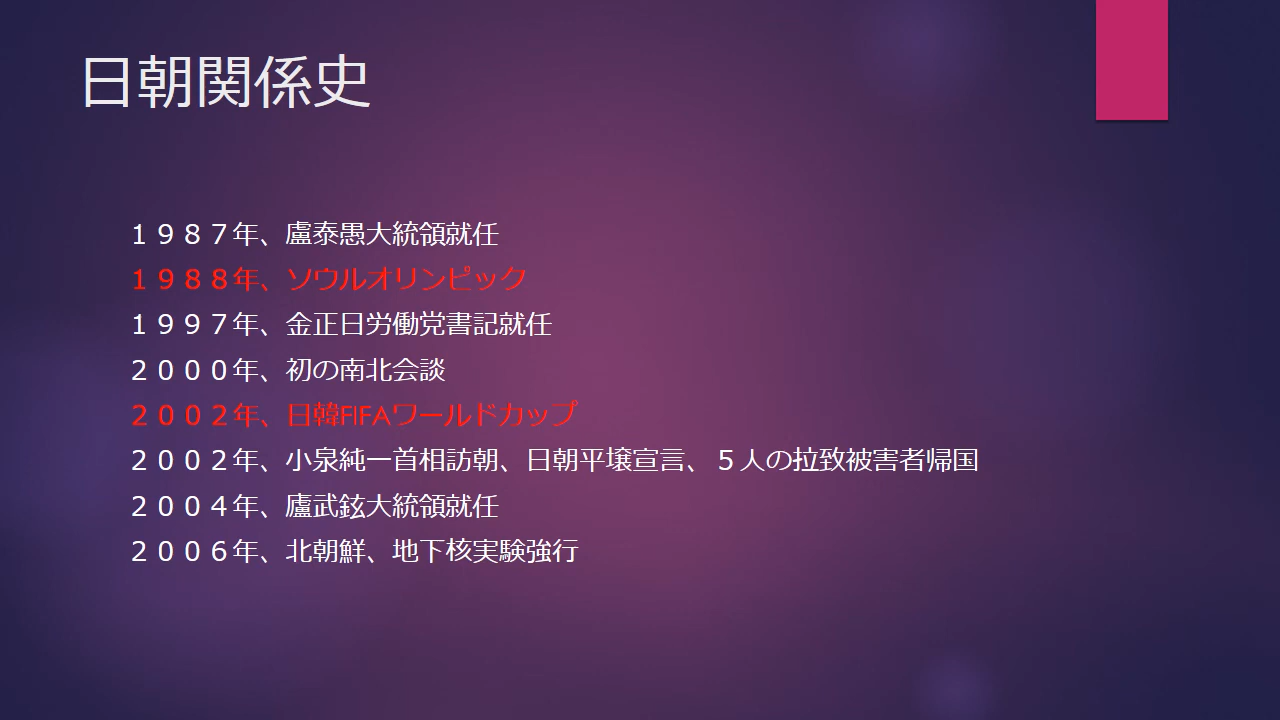 日朝関係史
１９８７年、盧泰愚大統領就任
１９８８年、ソウルオリンピック
１９９７年、金正日労働党書記就任
２０００年、初の南北会談
２００２年、日韓FIFAワールドカップ
２００２年、小泉純一首相訪朝、日朝平壌宣言、５人の拉致被害者帰国
２００４年、廬武鉉大統領就任
２００６年、北朝鮮、地下核実験強行